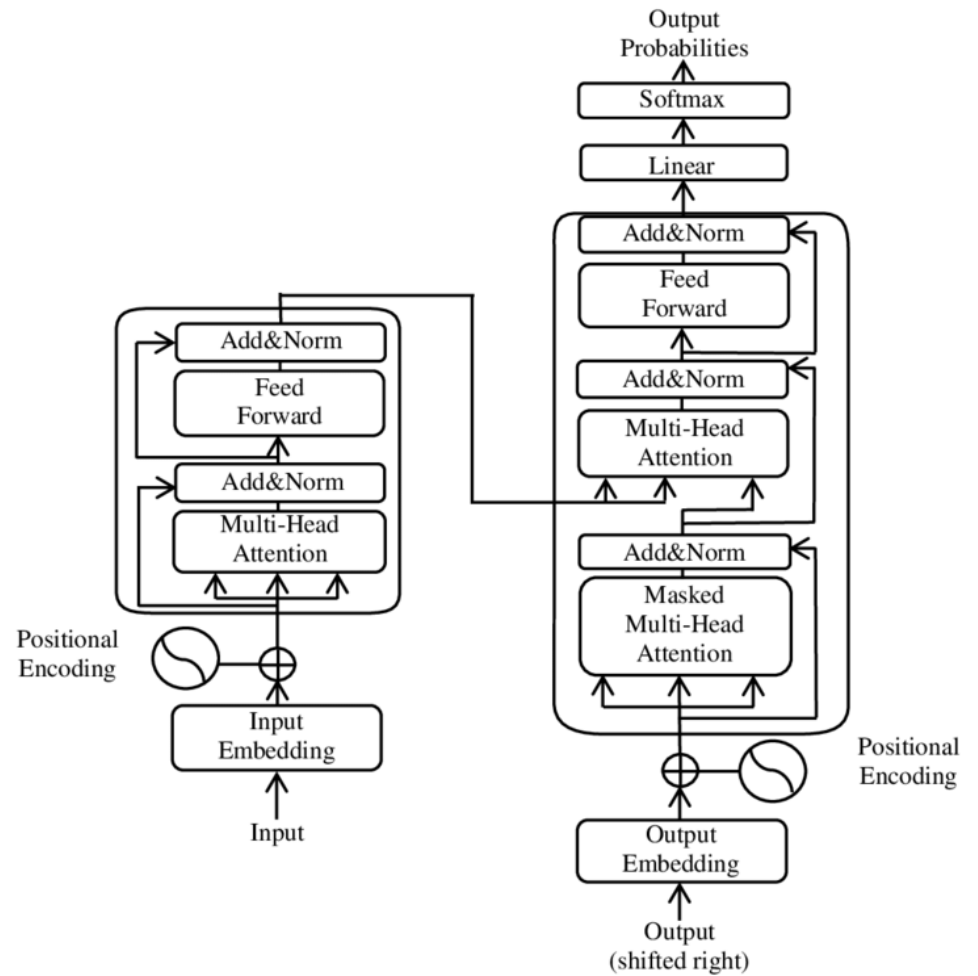 Output
Probabilities
Softmax
Linear
Add&Norm
Feed
Forward
Add&Norm
Multi-Head
Attention
Add&Norm
Masked
Multi-Head
Attention
Positional
Encoding
Output
Embedding
Output
(shifted right)
Add&Norm
Feed
Forward
Add&Norm
Multi-Head
Attention
Positional
Encoding
Input
Embedding
Input